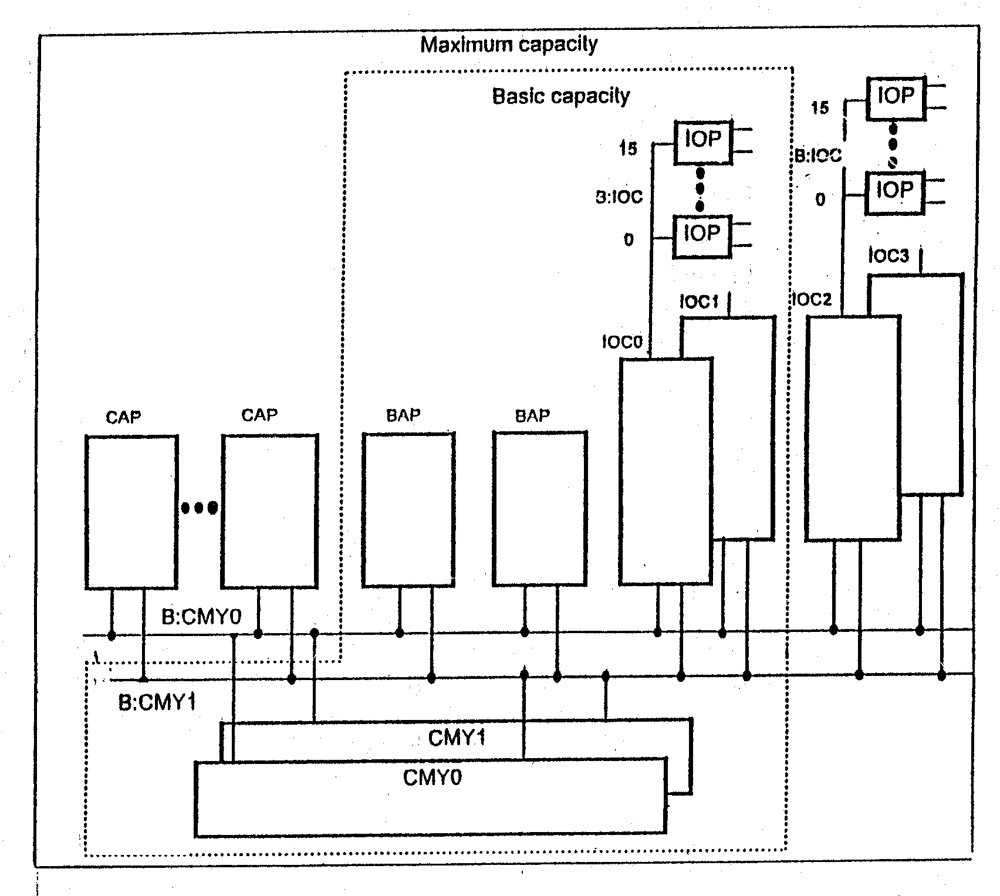 Maximum capacity
Basic capacity
IOP
15
IOP
15
B:IOC
B:IOC
IOP
0
IOP
0
IOC3
IOC1
IOC2
IOC0
CAP
CAP
BAP
BAP
B:CMY0
B:CMY1
CMY1
CMY0